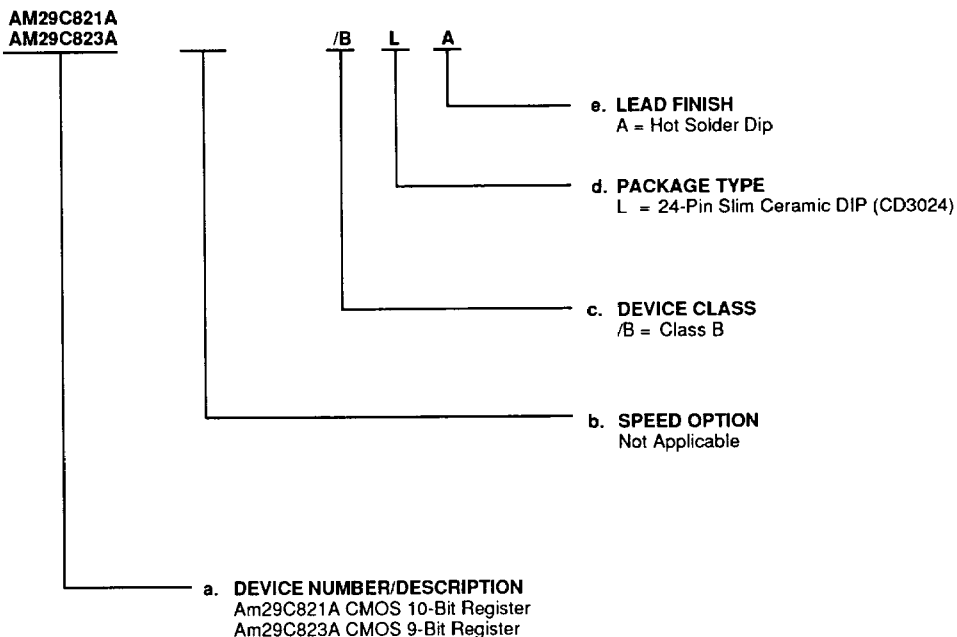 AM29C821A
AM29C823A /B L A
e. LEAD FINISH
A = Hot Solder Dip
d. PACKAGE TYPE
L = 24-Pin Slim Ceramic DIP (CD3024)
c. DEVICE CLASS
/B = Class B
b. SPEED OPTION
Not Applicable
a. DEVICE NUMBER/DESCRIPTION
Am29C821A CMOS 10-Bit Register
Am29C823A CMOS 9-Bit Register